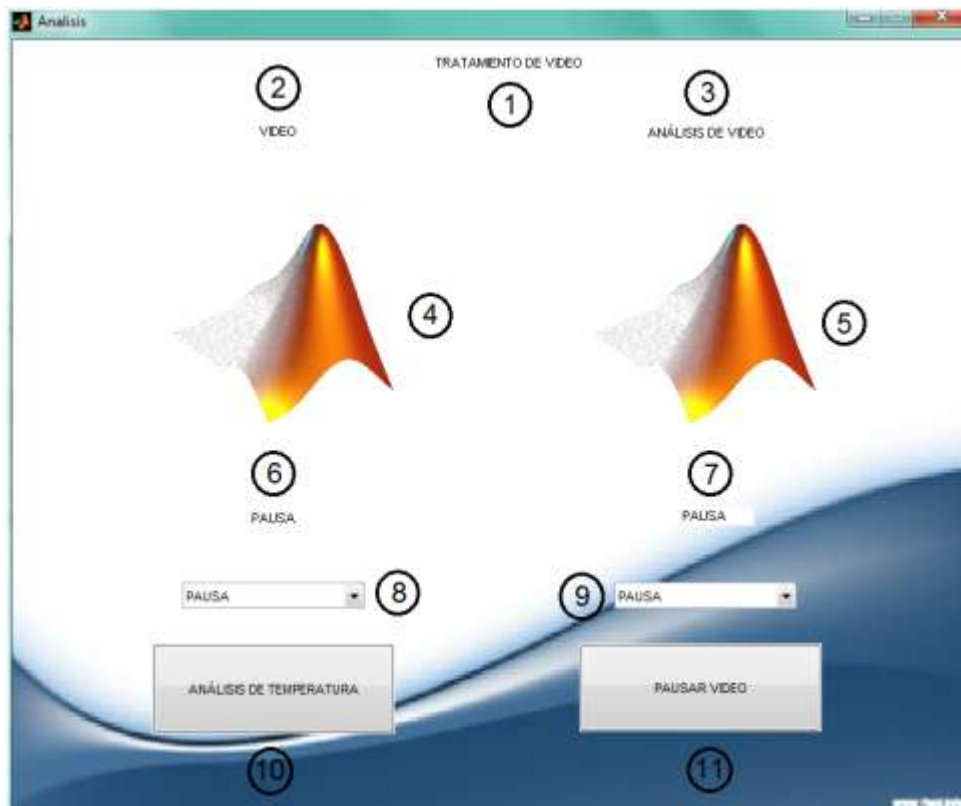 Analisis
TRATAMIENTO DE VIDEO
2
1
3
VIDEO
ANÁLISIS DE VIDEO
4
5
6
7
PAUSA
PAUSA
PAUSA
8
9
PAUSA
ANÁLISIS DE TEMPERATURA
PAUSAR VIDEO
10
11